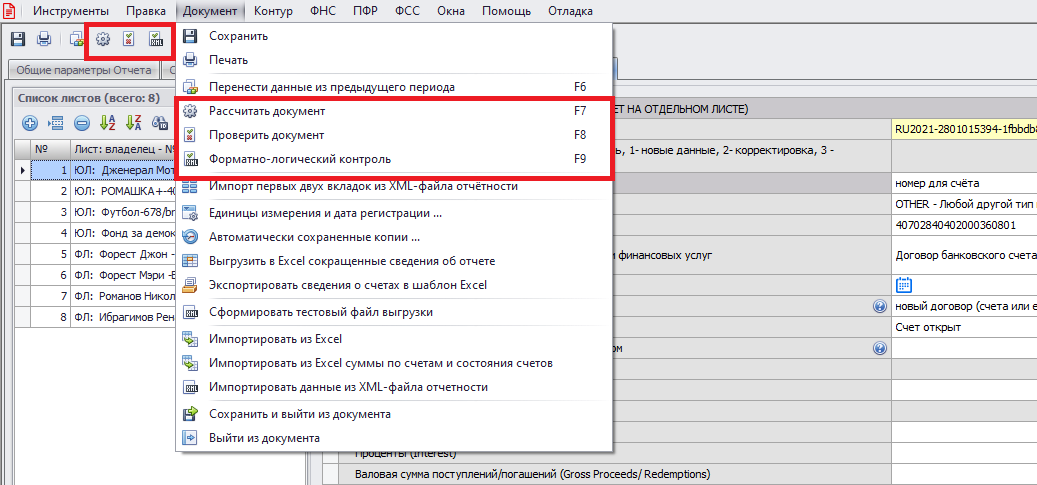 Инструменты Правка Документ Контур ФНС ПФР ФСС Окна Помощь Отладка
Общие параметры Отчета
Список листов (всего: 8)
№ Лист: владелец - №
1 ЮЛ: Дженерал Мот
2 ЮЛ: РОМАШКА+-40
3 ЮЛ: Футбол-678/br
4 ЮЛ: Фонд за демок
5 ФЛ: Форест Джон -
6 ФЛ: Форест Мэри -
7 ФЛ: Романов Никол
8 ФЛ: Ибрагимов Рен
Сохранить
Печать
Перенести данные из предыдущего периода F6
Рассчитать документ F7
Проверить документ F8
Форматно-логический контроль F9
Импорт первых двух вкладок из XML-файла отчётности
Единицы измерения и дата регистрации ...
Автоматически сохраненные копии ...
Выгрузить в Excel сокращенные сведения об отчете
Экспортировать сведения о счетах в шаблон Excel
Сформировать тестовый файл выгрузки
Импортировать из Excel
Импортировать из Excel суммы по счетам и состояния счетов
Импортировать данные из XML-файла отчетности
Сохранить и выйти из документа
Выйти из документа
ЕТ НА ОТДЕЛЬНОМ ЛИСТЕ)
RU2021-2801015394-1fbbdb8
ь, 1- новые данные, 2- корректировка, 3 -
номер для счёта
OTHER - Любой другой тип
40702840402000360801
и финансовых услуг Договор банковского счета
новый договор (счета или е
Счет открыт
ом
Проценты (Interest)
Валовая сумма поступлений/погашений (Gross Proceeds/ Redemptions)